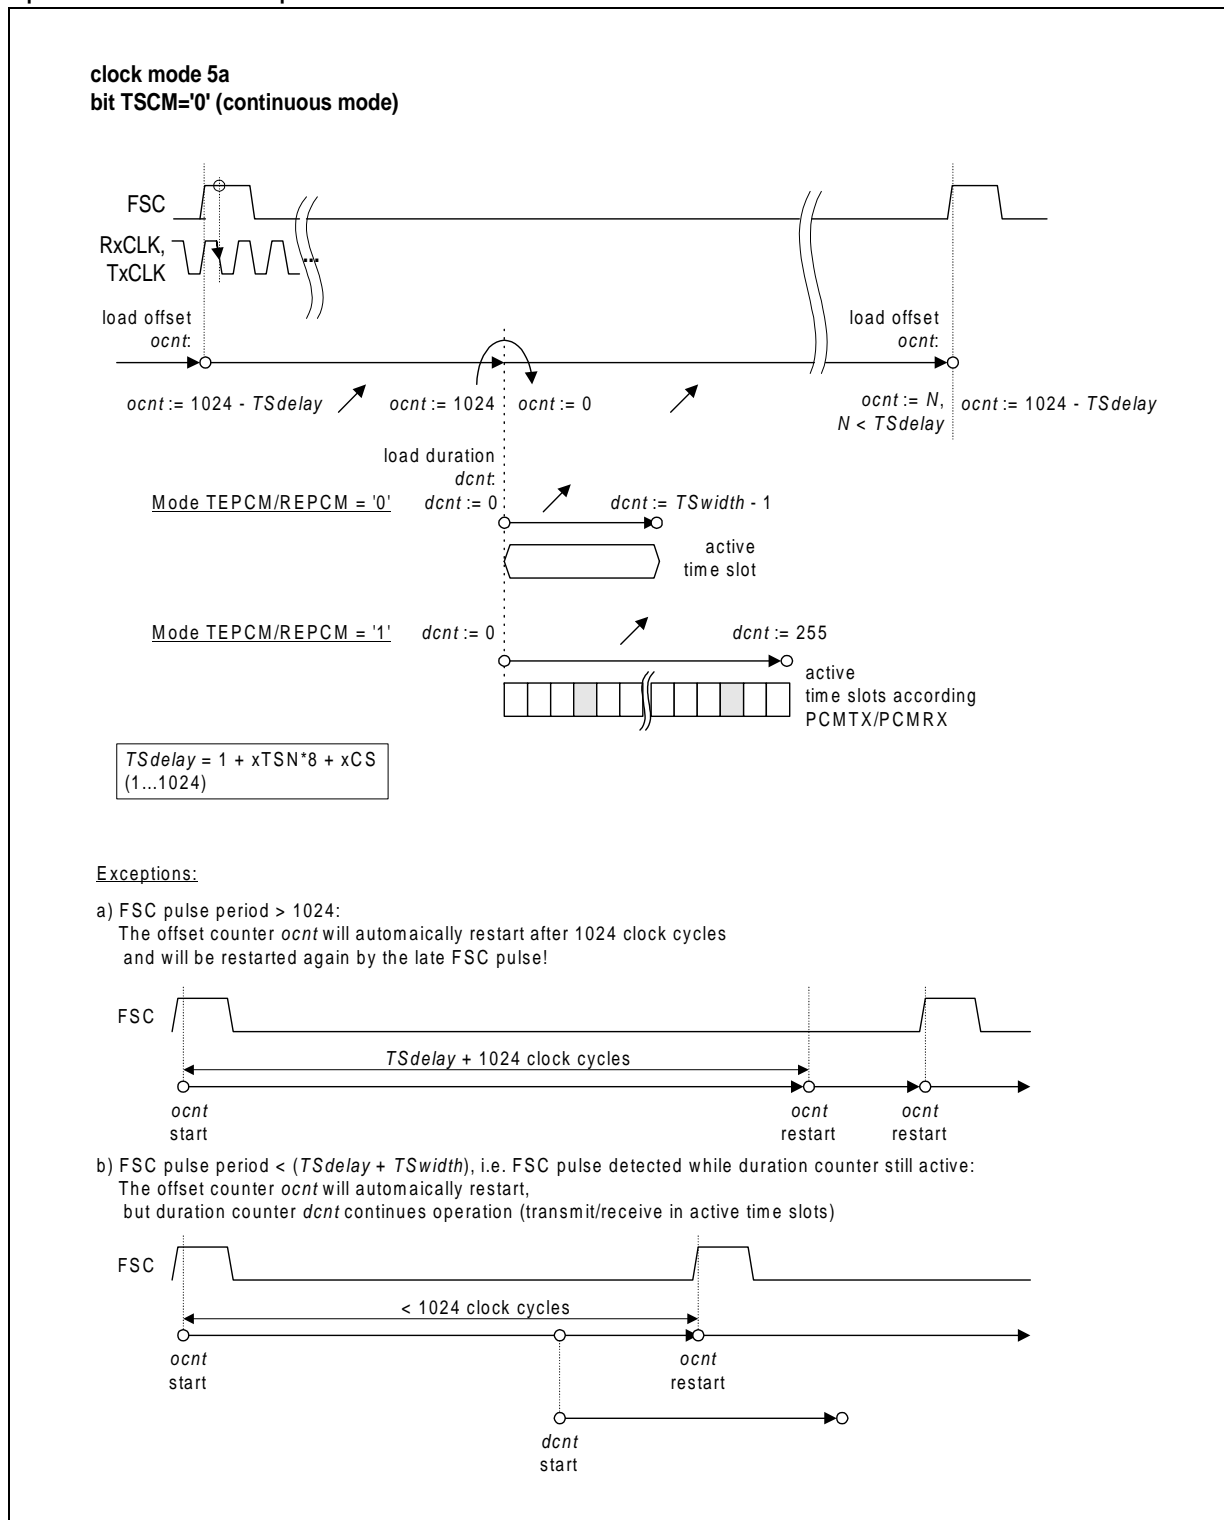 clock mode 5a
bit TSCM='0' (continuous mode)
FSC
RxCLK,
TxCLK
...
load offset
ocnt:
load offset
ocnt:
ocnt := 1024 - TSdelay
ocnt := 1024
ocnt := 0
ocnt := N,
N < TSdelay
ocnt := 1024 - TSdelay
load duration
dcnt:
Mode TEPCM/REPCM = '0'
dcnt := 0
dcnt := TSwidth - 1
active
time slot
Mode TEPCM/REPCM = '1'
dcnt := 0
dcnt := 255
active
time slots according
PCMTX/PCMRX
TSdelay = 1 + xTSN*8 + xCS
(1...1024)
Exceptions:
a) FSC pulse period > 1024:
The offset counter ocnt will automaically restart after 1024 clock cycles
and will be restarted again by the late FSC pulse!
FSC
TSdelay + 1024 clock cycles
ocnt
start
ocnt
restart
ocnt
restart
b) FSC pulse period < (TSdelay + TSwidth), i.e. FSC pulse detected while duration counter still active:
The offset counter ocnt will automaically restart,
but duration counter dcnt continues operation (transmit/receive in active time slots)
FSC
< 1024 clock cycles
ocnt
start
ocnt
restart
dcnt
start